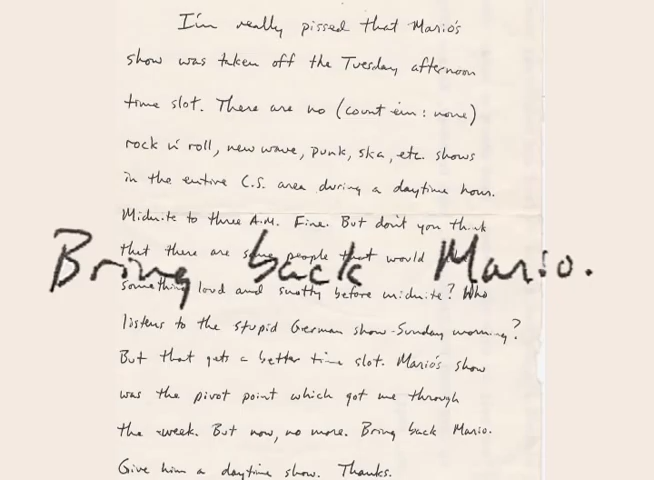 I'm really pissed that Mario's
show was taken off the Tuesday afternoon
time slot. There are no (count 'em: none)
rock n' roll, new wave, punk, ska, etc. shows
in the entire C.S. area during a daytime hour.
Midnite to three A.M. Fine. But don't you think
that there are some people that would
Bring back Mario.
something loud and snotty before midnite? Who
listens to the stupid German show-Sunday morning?
But that gets a better time slot. Mario's show
was the pivot point which got me through
the week. But now, no more. Bring back Mario.
Give him a daytime show. Thanks.